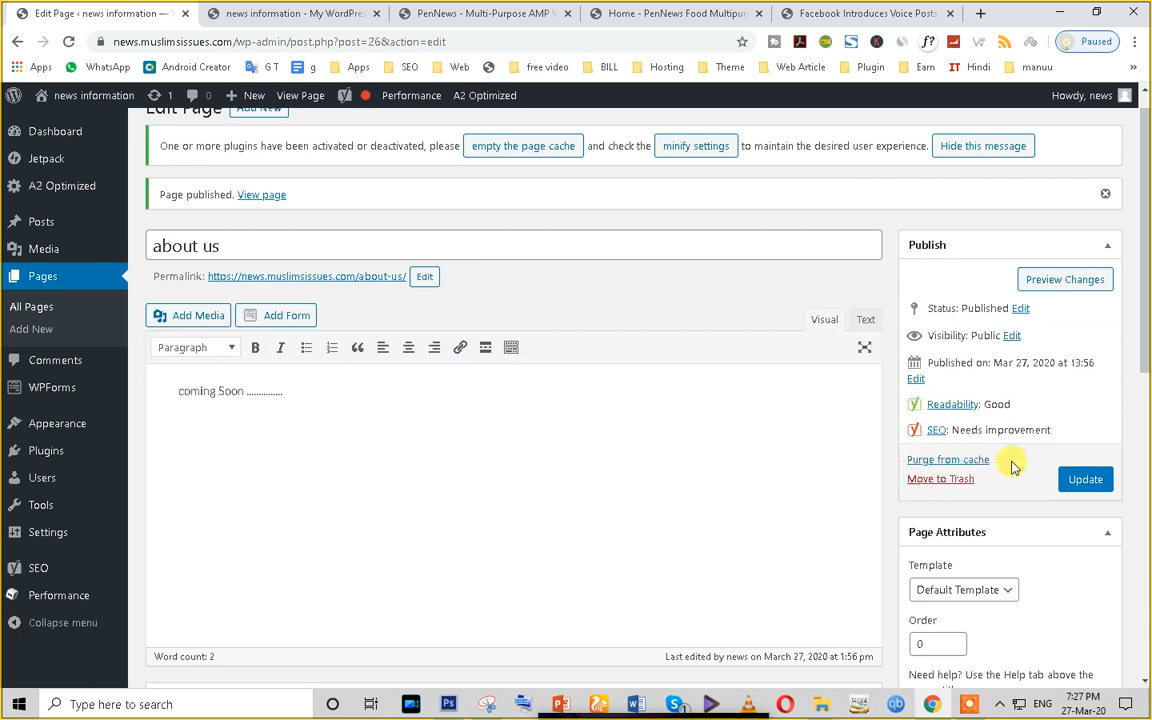 Edit Page ‹ news information —
news information - My WordPre
PenNews - Multi-Purpose AMP V
Home - PenNews Food Multipur
Facebook Introduces Voice Posts,
news.muslimsissues.com/wp-admin/post.php?post=26&action=edit
Paused
Apps
WhatsApp
Android Creator
G T
g
Apps
SEO
Web
free video
BILL
Hosting
Theme
Web Article
Plugin
Earn
IT Hindi
manuu
news information
1
0
New
View Page
Performance
A2 Optimized
Howdy, news
Edit Page
Add New
Dashboard
Jetpack
A2 Optimized
Posts
Media
Pages
All Pages
Add New
Comments
WPForms
Appearance
Plugins
Users
Tools
Settings
SEO
Performance
Collapse menu
One or more plugins have been activated or deactivated, please empty the page cache and check the minify settings to maintain the desired user experience. Hide this message
Page published. View page
about us
Permalink: https://news.muslimsissues.com/about-us/ Edit
Add Media
Add Form
Visual
Text
Paragraph
coming Soon ...............
Word count: 2
Last edited by news on March 27, 2020 at 1:56 pm
Publish
Preview Changes
Status: Published Edit
Visibility: Public Edit
Published on: Mar 27, 2020 at 13:56
Edit
Readability: Good
SEO: Needs improvement
Purge from cache
Move to Trash
Update
Page Attributes
Template
Default Template
Order
0
Need help? Use the Help tab above the
Type here to search
ENG
7:27 PM
27-Mar-20